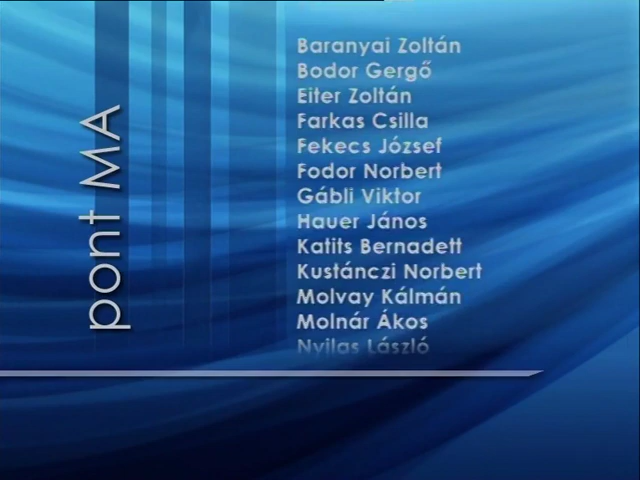 pont MA
Baranyai Zoltán
Bodor Gergő
Eiter Zoltán
Farkas Csilla
Fekecs József
Fodor Norbert
Gábli Viktor
Hauer János
Katits Bernadett
Kustánczi Norbert
Molvay Kálmán
Molnár Ákos
Nyilas László